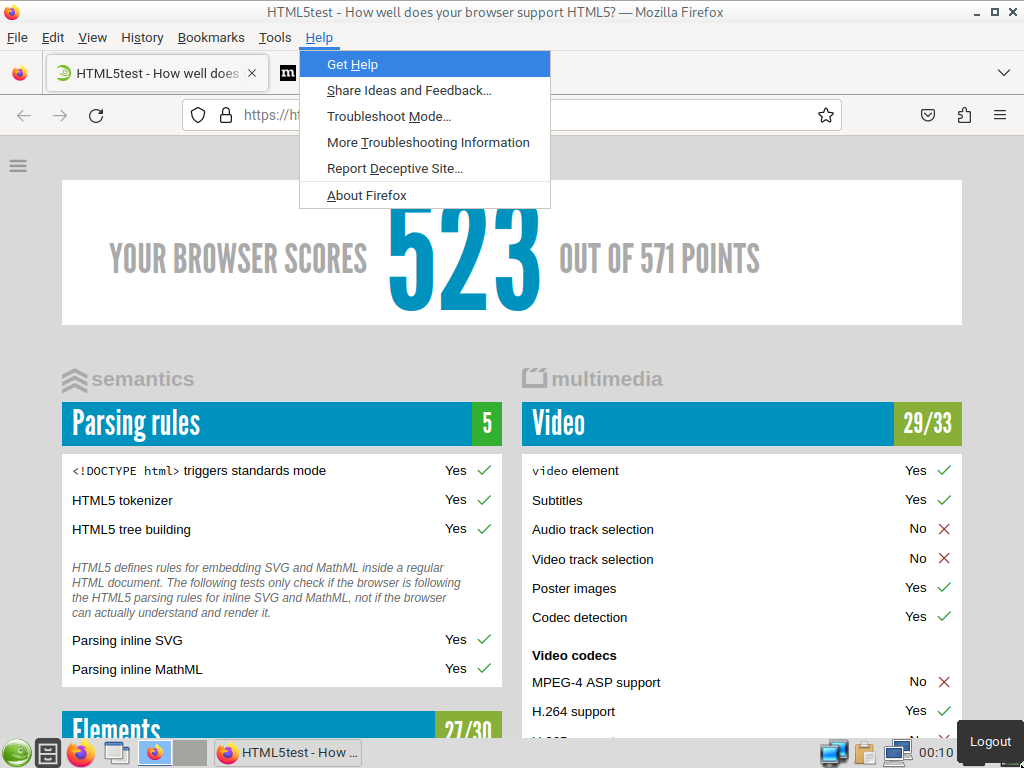 HTML5test - How well does your browser support HTML5? — Mozilla Firefox
File Edit View History Bookmarks Tools Help
HTML5test - How well does
m
https://ht
Get Help
Share Ideas and Feedback...
Troubleshoot Mode...
More Troubleshooting Information
Report Deceptive Site...
About Firefox
YOUR BROWSER SCORES 523 OUT OF 571 POINTS
semantics
Parsing rules 5
<!DOCTYPE html> triggers standards mode Yes
HTML5 tokenizer Yes
HTML5 tree building Yes
HTML5 defines rules for embedding SVG and MathML inside a regular
HTML document. The following tests only check if the browser is following
the HTML5 parsing rules for inline SVG and MathML, not if the browser
can actually understand and render it.
Parsing inline SVG Yes
Parsing inline MathML Yes
Elements 27/30
multimedia
Video 29/33
video element Yes
Subtitles Yes
Audio track selection No
Video track selection No
Poster images Yes
Codec detection Yes
Video codecs
MPEG-4 ASP support No
H.264 support Yes
HTML5test - How ...
00:10
Logout